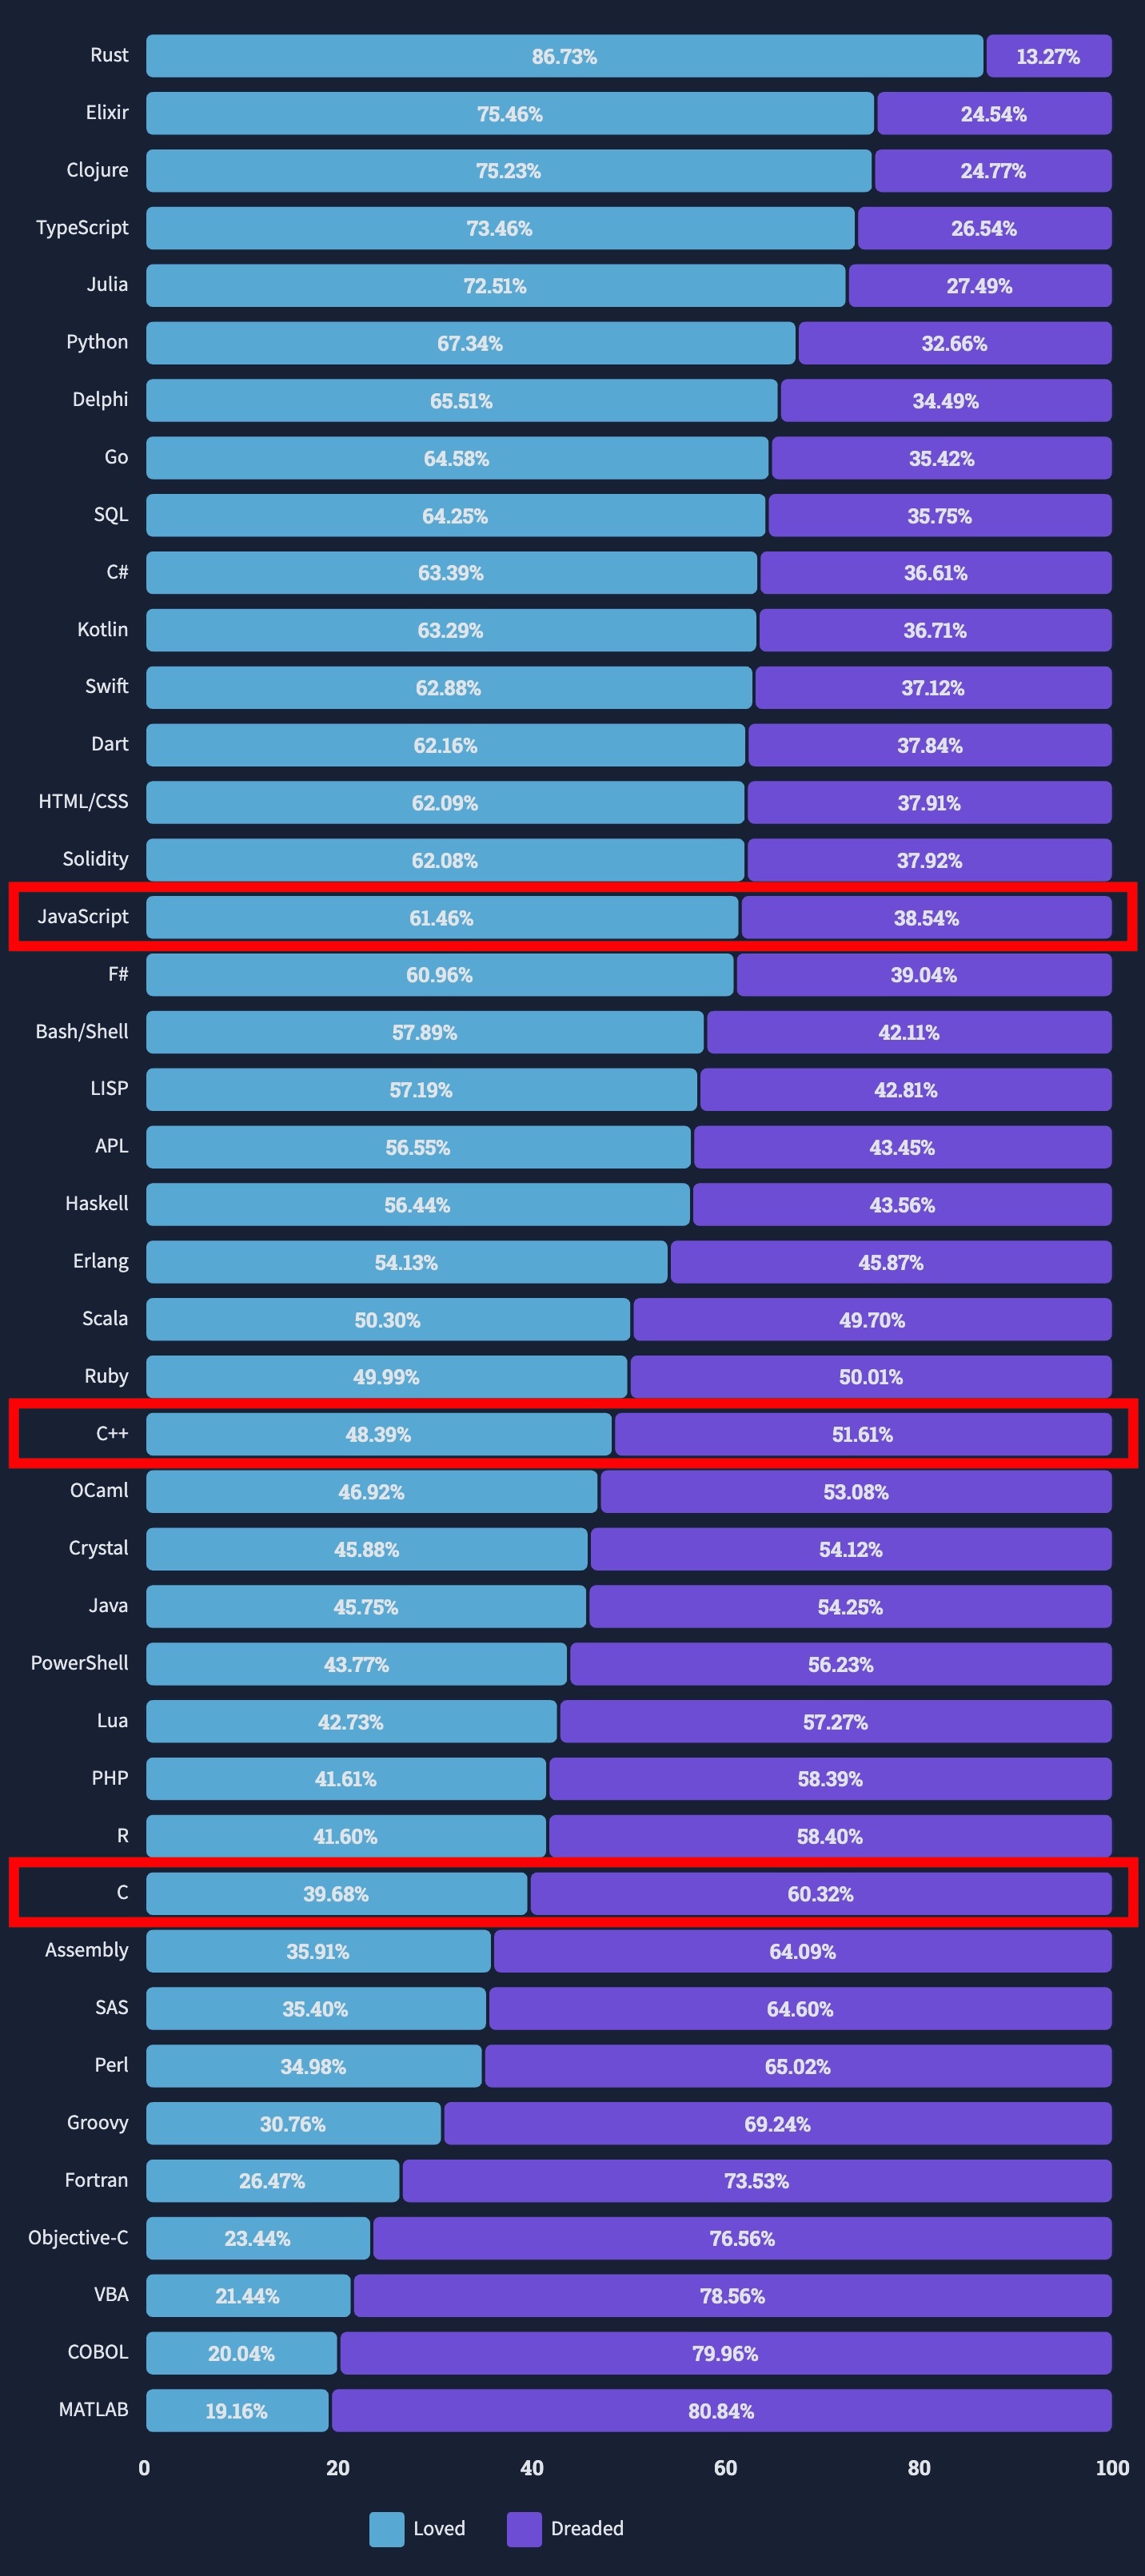 Rust 86.73% 13.27%
Elixir 75.46% 24.54%
Clojure 75.23% 24.77%
TypeScript 73.46% 26.54%
Julia 72.51% 27.49%
Python 67.34% 32.66%
Delphi 65.51% 34.49%
Go 64.58% 35.42%
SQL 64.25% 35.75%
C# 63.39% 36.61%
Kotlin 63.29% 36.71%
Swift 62.88% 37.12%
Dart 62.16% 37.84%
HTML/CSS 62.09% 37.91%
Solidity 62.08% 37.92%
JavaScript 61.46% 38.54%
F# 60.96% 39.04%
Bash/Shell 57.89% 42.11%
LISP 57.19% 42.81%
APL 56.55% 43.45%
Haskell 56.44% 43.56%
Erlang 54.13% 45.87%
Scala 50.30% 49.70%
Ruby 49.99% 50.01%
C++ 48.39% 51.61%
OCaml 46.92% 53.08%
Crystal 45.88% 54.12%
Java 45.75% 54.25%
PowerShell 43.77% 56.23%
Lua 42.73% 57.27%
PHP 41.61% 58.39%
R 41.60% 58.40%
C 39.68% 60.32%
Assembly 35.91% 64.09%
SAS 35.40% 64.60%
Perl 34.98% 65.02%
Groovy 30.76% 69.24%
Fortran 26.47% 73.53%
Objective-C 23.44% 76.56%
VBA 21.44% 78.56%
COBOL 20.04% 79.96%
MATLAB 19.16% 80.84%
0 20 40 60 80 100
Loved Dreaded